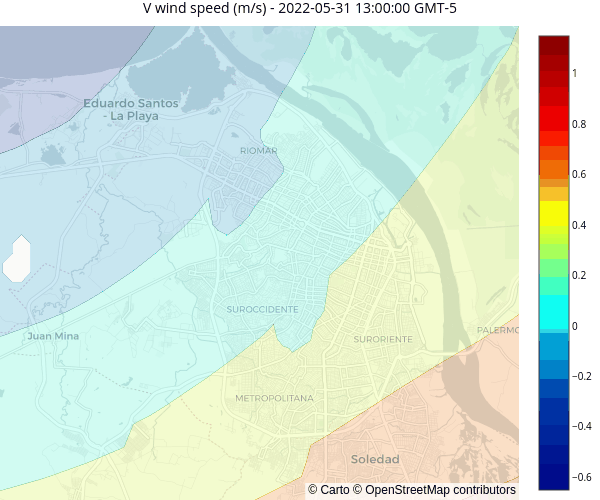 V wind speed (m/s) - 2022-05-31 13:00:00 GMT-5
Eduardo Santos
- La Playa
RIOMAR
SUROCCIDENTE
Juan Mina
SURORIENTE
PALERMO
METROPOLITANA
Soledad
© Carto © OpenStreetMap contributors
1
0.8
0.6
0.4
0.2
0
−0.2
−0.4
−0.6